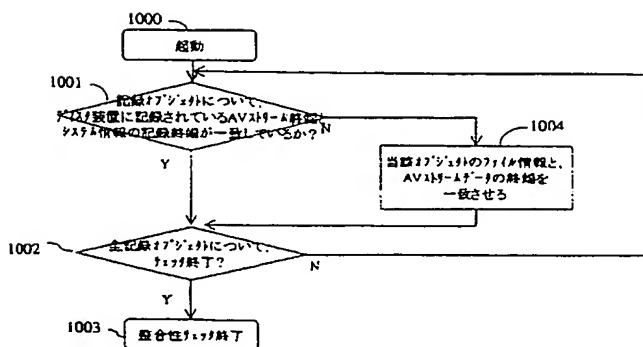 1000
起動
1001
記録オブジェクトについて、
ディスク装置に記録されているAVストリーム終端と
システム情報の記録終端が一致しているか?
N
Y
1004
当該オブジェクトのファイル情報と、
AVストリームデータの終端を
一致させる
1002
全記録オブジェクトについて、
チェック終了?
N
Y
1003
整合性チェック終了